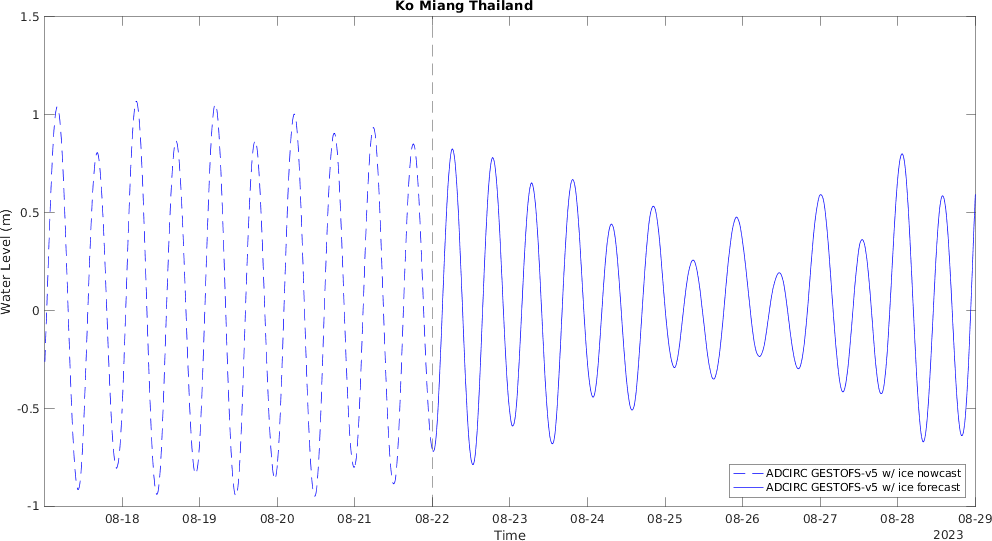 Ko Miang Thailand
1.5
1
0.5
0
-0.5
-1
Water Level (m)
08-18 08-19 08-20 08-21 08-22 08-23 08-24 08-25 08-26 08-27 08-28 08-29
Time
2023
ADCIRC GESTOFS-v5 w/ ice nowcast
ADCIRC GESTOFS-v5 w/ ice forecast